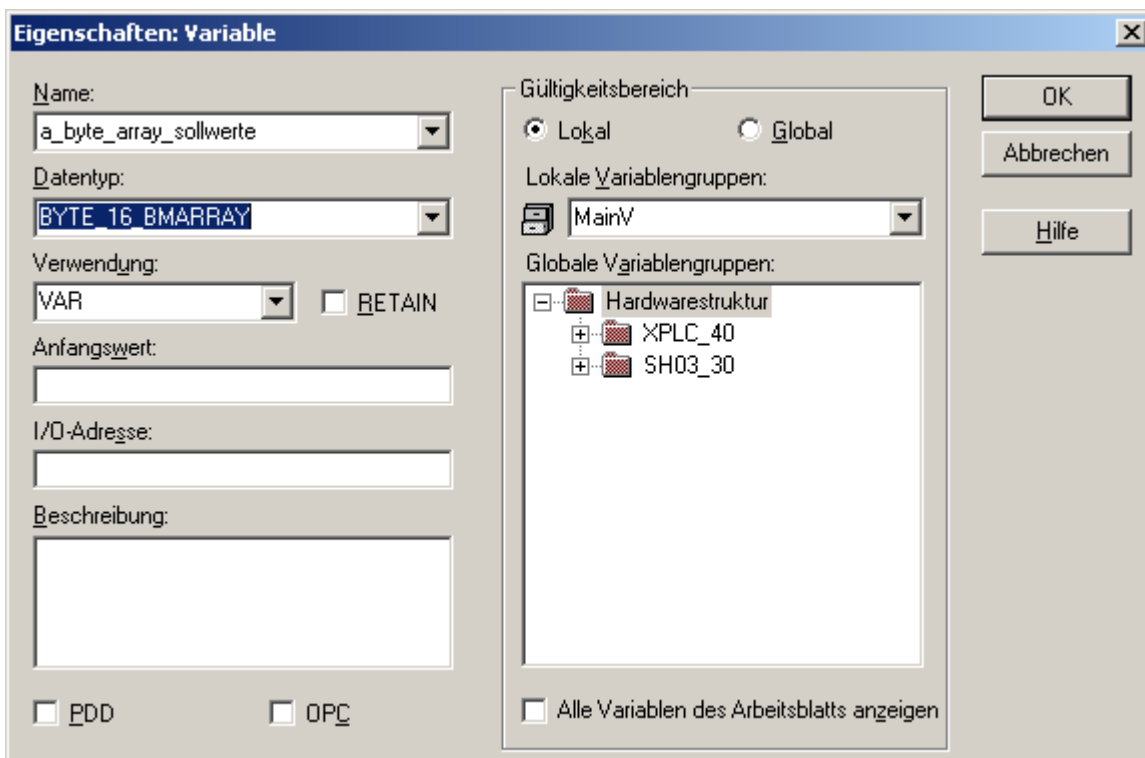 Eigenschaften: Variable
Name:
a_byte_array_sollwerte
Datentyp:
BYTE_16_BMARRAY
Verwendung:
VAR
RETAIN
Anfangswert:
I/O-Adresse:
Beschreibung:
PDD
OPC
Gültigkeitsbereich
Lokal
Global
Lokale Variablengruppen:
MainV
Globale Variablengruppen:
Hardwarestruktur
XPLC_40
SH03_30
Alle Variablen des Arbeitsblatts anzeigen
OK
Abbrechen
Hilfe